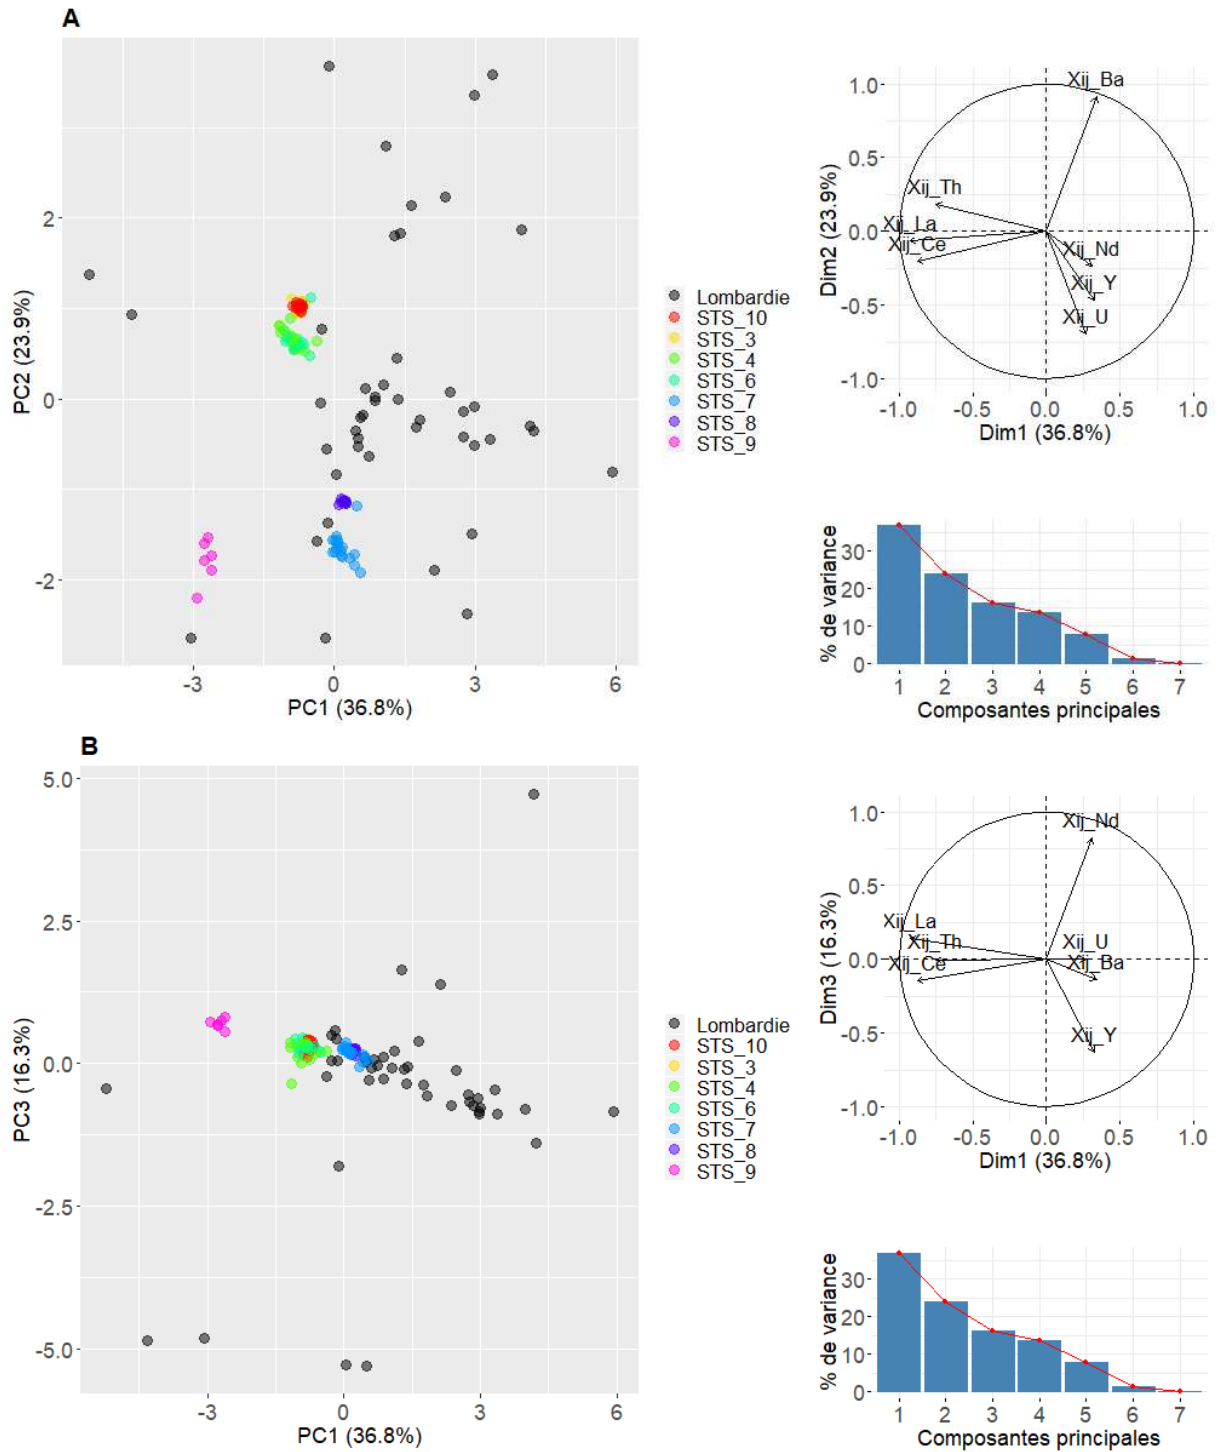 A
PC2 (23.9%)
2
0
-2
-3
0
3
6
PC1 (36.8%)
Lombardie
STS_10
STS_3
STS_4
STS_6
STS_7
STS_8
STS_9
Dim2 (23.9%)
1.0
0.5
0.0
-0.5
-1.0
Xij_Ba
Xij_Th
Xij_La
Xij_Ce
Xij_Nd
Xij_Y
Xij_U
-1.0
-0.5
0.0
0.5
1.0
Dim1 (36.8%)
% de variance
30
20
10
0
1
2
3
4
5
6
7
Composantes principales
B
PC3 (16.3%)
5.0
2.5
0.0
-2.5
-5.0
-3
0
3
6
PC1 (36.8%)
Lombardie
STS_10
STS_3
STS_4
STS_6
STS_7
STS_8
STS_9
Dim3 (16.3%)
1.0
0.5
0.0
-0.5
-1.0
Xij_Nd
Xij_La
Xij_Th
Xij_Ce
Xij_U
Xij_Ba
Xij_Y
-1.0
-0.5
0.0
0.5
1.0
Dim1 (36.8%)
% de variance
30
20
10
0
1
2
3
4
5
6
7
Composantes principales